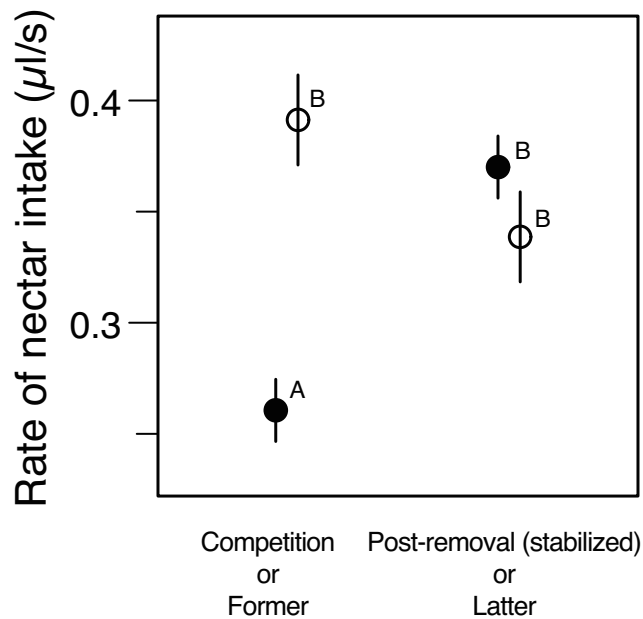 Rate of nectar intake (µl/s)
0.4
0.3
B
A
B
B
Competition
or
Former
Post-removal (stabilized)
or
Latter